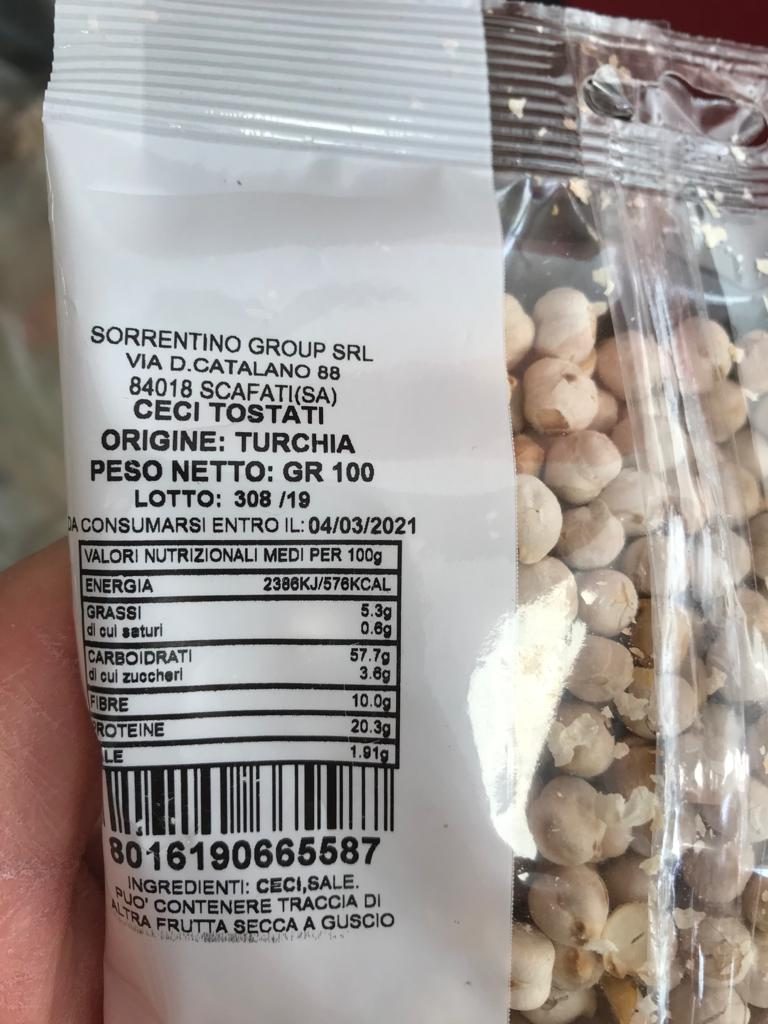 SORRENTINO GROUP SRL
VIA D.CATALANO 88
84018 SCAFATI(SA)
CECI TOSTATI
ORIGINE: TURCHIA
PESO NETTO: GR 100
LOTTO: 308 /19
DA CONSUMARSI ENTRO IL: 04/03/2021
VALORI NUTRIZIONALI MEDI PER 100g
ENERGIA 2386KJ/576KCAL
GRASSI 5.3g
di cui saturi 0.6g
CARBOIDRATI 57.7g
di cui zuccheri 3.6g
FIBRE 10.0g
ROTEINE 20.3g
LE 1.91g
8016190665587
INGREDIENTI: CECI,SALE.
PUO' CONTENERE TRACCIA DI
ALTRA FRUTTA SECCA A GUSCIO